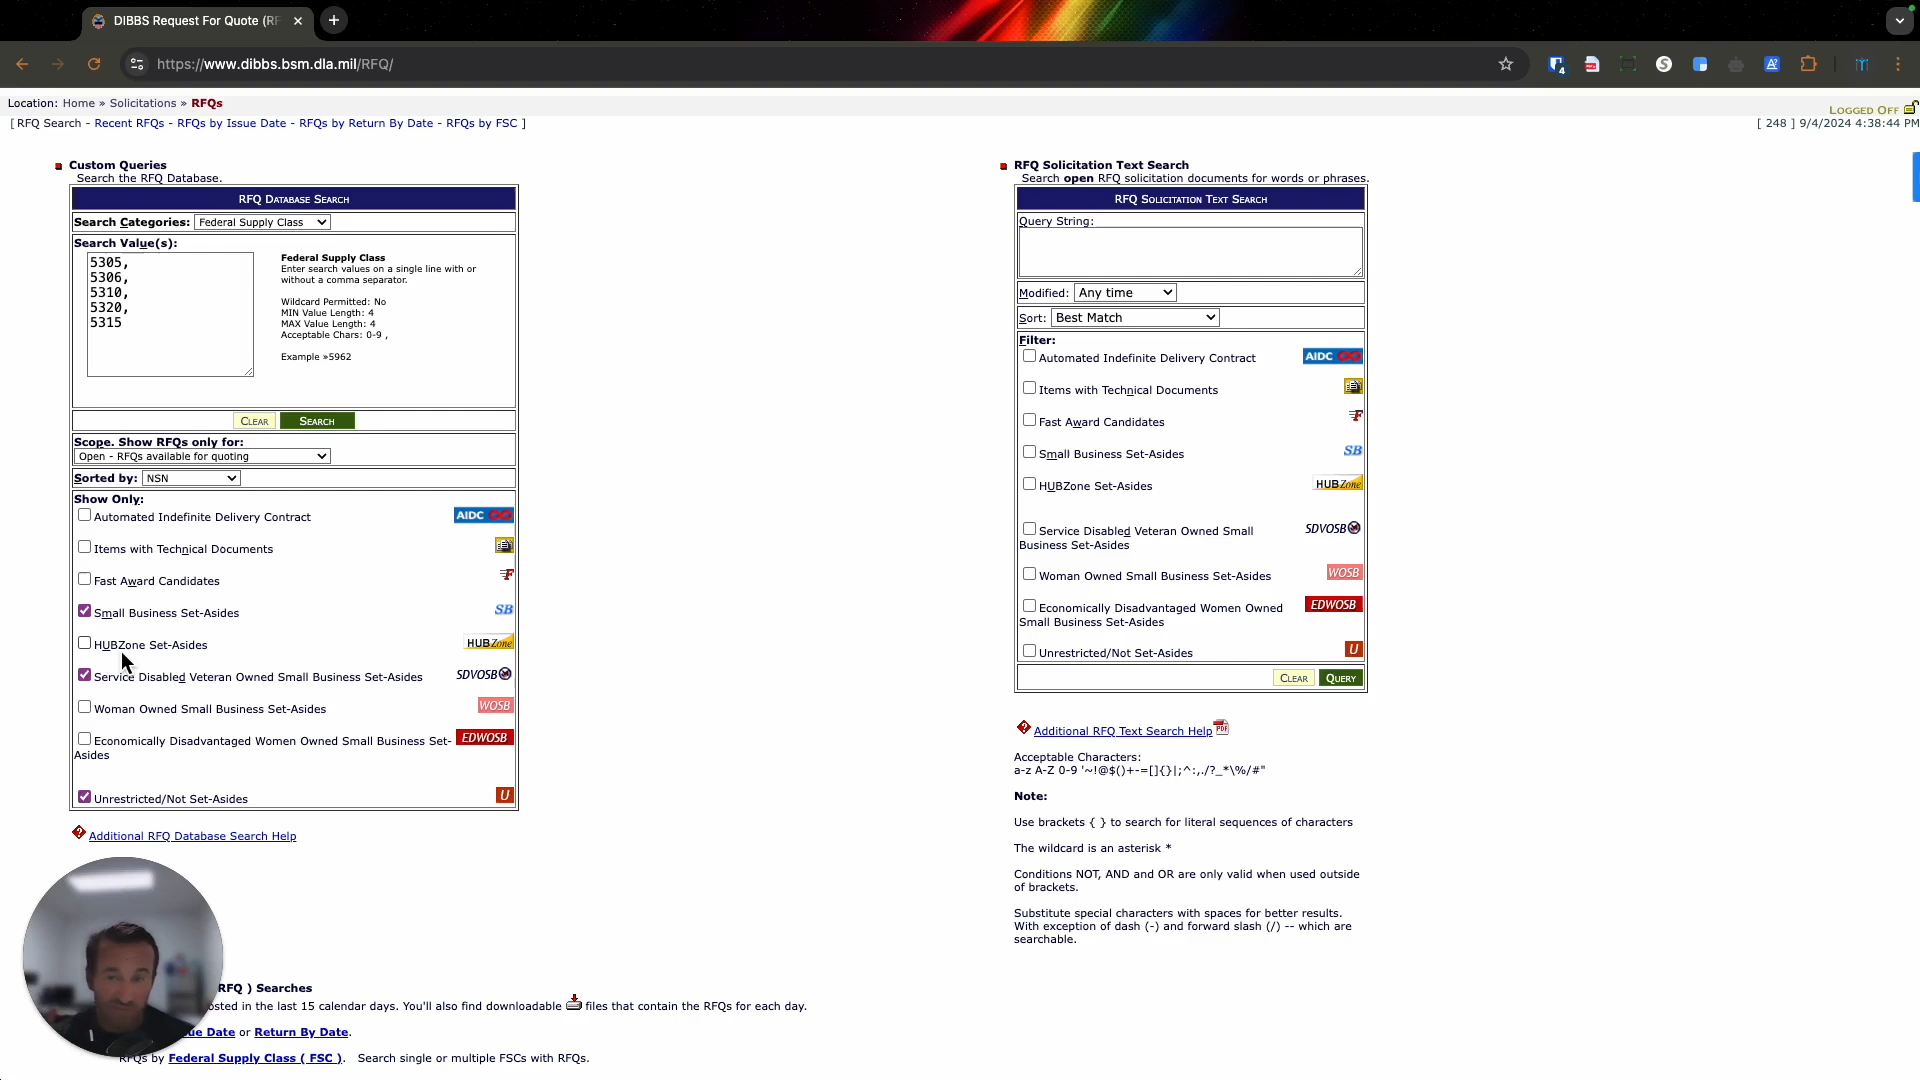 DIBBS Request For Quote (RF
https://www.dibbs.bsm.dla.mil/RFQ/
4
Location: Home » Solicitations » RFQs
LOGGED OFF
[ RFQ Search - Recent RFQs - RFQs by Issue Date - RFQs by Return By Date - RFQs by FSC ]
[ 248 ] 9/4/2024 4:38:44 PM
Custom Queries
Search the RFQ Database.
RFQ DATABASE SEARCH
Search Categories: Federal Supply Class
Search Value(s):
5305,
5306,
5310,
5320,
5315
Federal Supply Class
Enter search values on a single line with or
without a comma separator.
Wildcard Permitted: No
MIN Value Length: 4
MAX Value Length: 4
Acceptable Chars: 0-9 ,
Example »5962
CLEAR SEARCH
Scope. Show RFQs only for:
Open - RFQs available for quoting
Sorted by: NSN
Show Only:
Automated Indefinite Delivery Contract AIDC
Items with Technical Documents
Fast Award Candidates F
Small Business Set-Asides SB
HUBZone Set-Asides HUBZone
Service Disabled Veteran Owned Small Business Set-Asides SDVOSB
Woman Owned Small Business Set-Asides WOSB
Economically Disadvantaged Women Owned Small Business Set- EDWOSB
Asides
Unrestricted/Not Set-Asides U
Additional RFQ Database Search Help
RFQ ) Searches
osted in the last 15 calendar days. You'll also find downloadable files that contain the RFQs for each day.
ue Date or Return By Date.
RFQs by Federal Supply Class ( FSC ). Search single or multiple FSCs with RFQs.
RFQ Solicitation Text Search
Search open RFQ solicitation documents for words or phrases.
RFQ SOLICITATION TEXT SEARCH
Query String:
Modified: Any time
Sort: Best Match
Filter:
Automated Indefinite Delivery Contract AIDC
Items with Technical Documents
Fast Award Candidates F
Small Business Set-Asides SB
HUBZone Set-Asides HUBZone
Service Disabled Veteran Owned Small SDVOSB
Business Set-Asides
Woman Owned Small Business Set-Asides WOSB
Economically Disadvantaged Women Owned EDWOSB
Small Business Set-Asides
Unrestricted/Not Set-Asides U
CLEAR QUERY
Additional RFQ Text Search Help PDF
Acceptable Characters:
a-z A-Z 0-9 '~!@$()+-=[]{}|;^:,./?_*\%/#"
Note:
Use brackets { } to search for literal sequences of characters
The wildcard is an asterisk *
Conditions NOT, AND and OR are only valid when used outside
of brackets.
Substitute special characters with spaces for better results.
With exception of dash (-) and forward slash (/) -- which are
searchable.